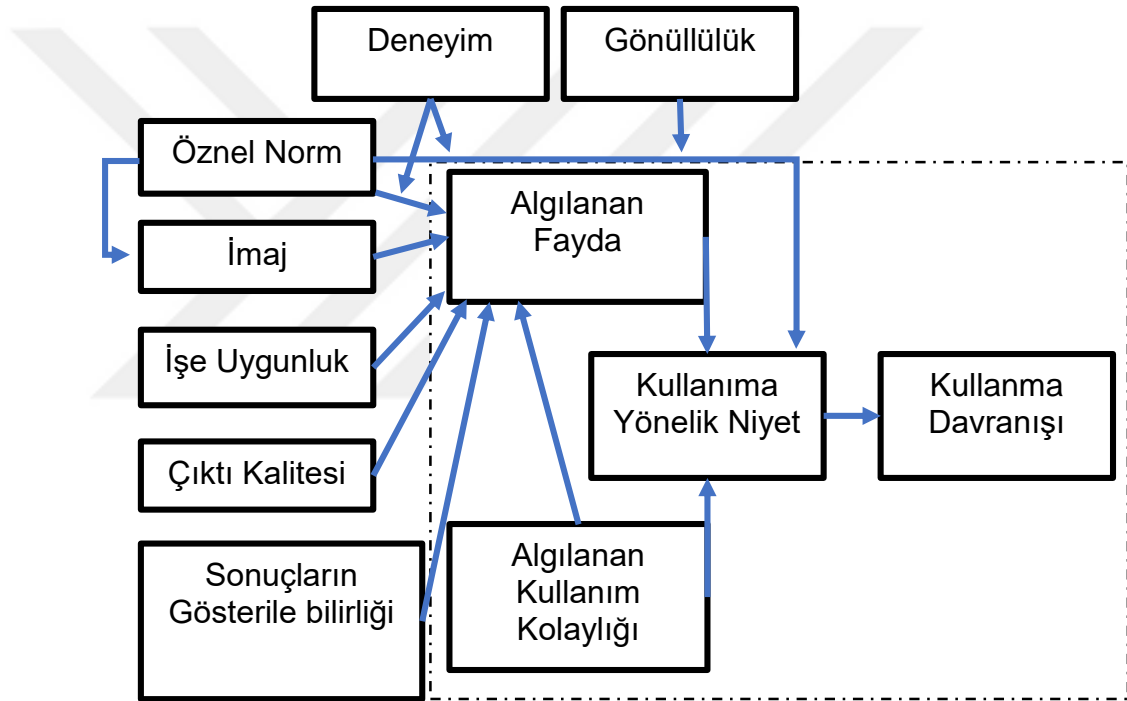 Deneyim
Gönüllülük
Öznel Norm
İmaj
İşe Uygunluk
Çıktı Kalitesi
Sonuçların
Gösterile bilirliği
Algılanan
Fayda
Algılanan
Kullanım
Kolaylığı
Kullanıma
Yönelik Niyet
Kullanma
Davranışı